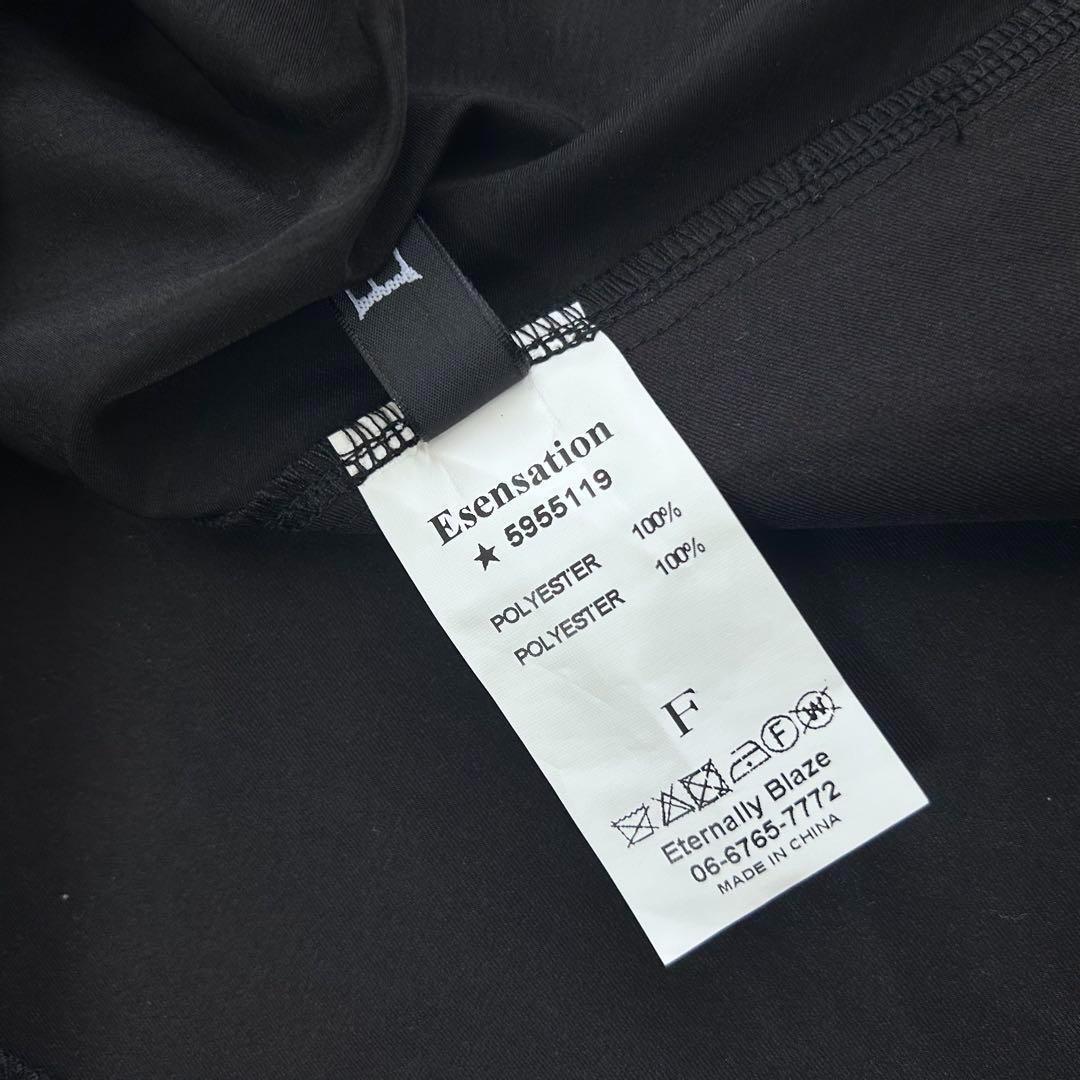 Esensation
★ 5955119
POLYESTER 100%
POLYESTER 100%
F
F W
Eternally Blaze
06-6765-7772
MADE IN CHINA